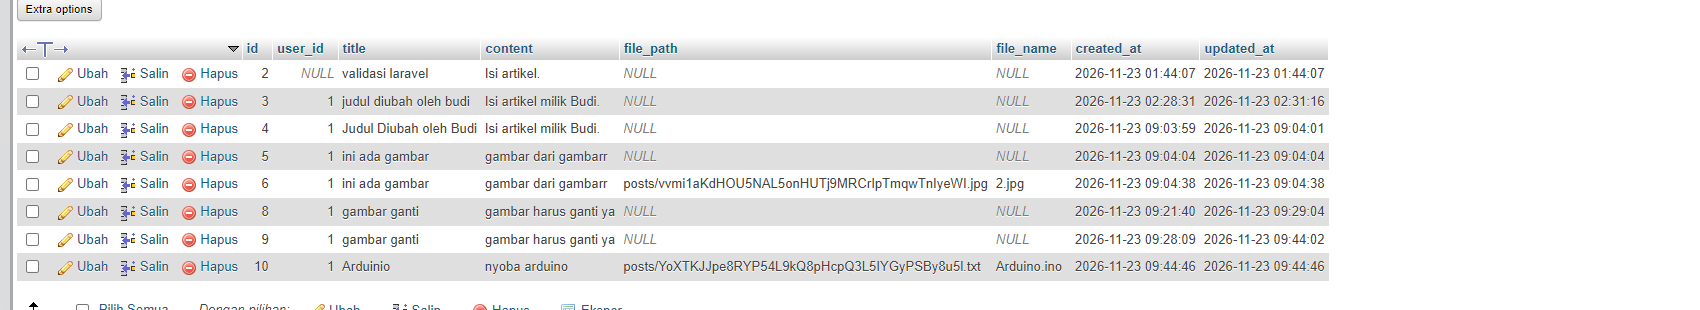 Extra options
id user_id title content file_path file_name created_at updated_at
Ubah Salin Hapus 2 NULL validasi laravel Isi artikel. NULL NULL 2026-11-23 01:44:07 2026-11-23 01:44:07
Ubah Salin Hapus 3 1 judul diubah oleh budi Isi artikel milik Budi. NULL NULL 2026-11-23 02:28:31 2026-11-23 02:31:16
Ubah Salin Hapus 4 1 Judul Diubah oleh Budi Isi artikel milik Budi. NULL NULL 2026-11-23 09:03:59 2026-11-23 09:04:01
Ubah Salin Hapus 5 1 ini ada gambar gambar dari gambarr NULL NULL 2026-11-23 09:04:04 2026-11-23 09:04:04
Ubah Salin Hapus 6 1 ini ada gambar gambar dari gambarr posts/vvmi1aKdHOU5NAL5onHUTj9MRCrIpTmqwTnIyeWI.jpg 2.jpg 2026-11-23 09:04:38 2026-11-23 09:04:38
Ubah Salin Hapus 8 1 gambar ganti gambar harus ganti ya NULL NULL 2026-11-23 09:21:40 2026-11-23 09:29:04
Ubah Salin Hapus 9 1 gambar ganti gambar harus ganti ya NULL NULL 2026-11-23 09:28:09 2026-11-23 09:44:02
Ubah Salin Hapus 10 1 Arduinio nyoba arduino posts/YoXTKJJpe8RYP54L9kQ8pHcpQ3L5IYGyPSBy8u5I.txt Arduino.ino 2026-11-23 09:44:46 2026-11-23 09:44:46
Pilih Semua Dengan pilihan: Ubah Salin Hapus Ekspor